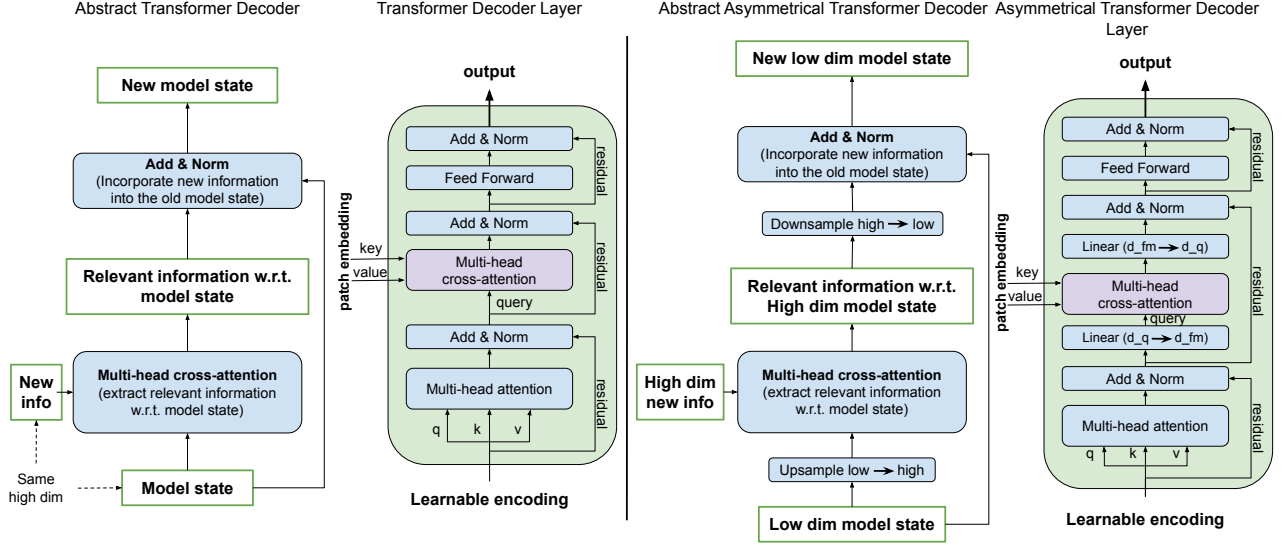 Abstract Transformer Decoder
New model state
Add & Norm
(Incorporate new information
into the old model state)
Relevant information w.r.t.
model state
New
info
Multi-head cross-attention
(extract relevant information
w.r.t. model state)
Same
high dim
Model state
Transformer Decoder Layer
output
Add & Norm
residual
Feed Forward
Add & Norm
patch embedding
key
value
Multi-head
cross-attention
residual
query
Add & Norm
Multi-head attention
residual
q
k
v
Learnable encoding
Abstract Asymmetrical Transformer Decoder
New low dim model state
Add & Norm
(Incorporate new information
into the old model state)
Downsample high → low
Relevant information w.r.t.
High dim model state
High dim
new info
Multi-head cross-attention
(extract relevant information
w.r.t. model state)
Upsample low → high
Low dim model state
Asymmetrical Transformer Decoder
Layer
output
Add & Norm
residual
Feed Forward
Add & Norm
Linear (d_fm → d_q)
patch embedding
key
value
Multi-head
cross-attention
residual
query
Linear (d_q → d_fm)
Add & Norm
Multi-head attention
residual
q
k
v
Learnable encoding